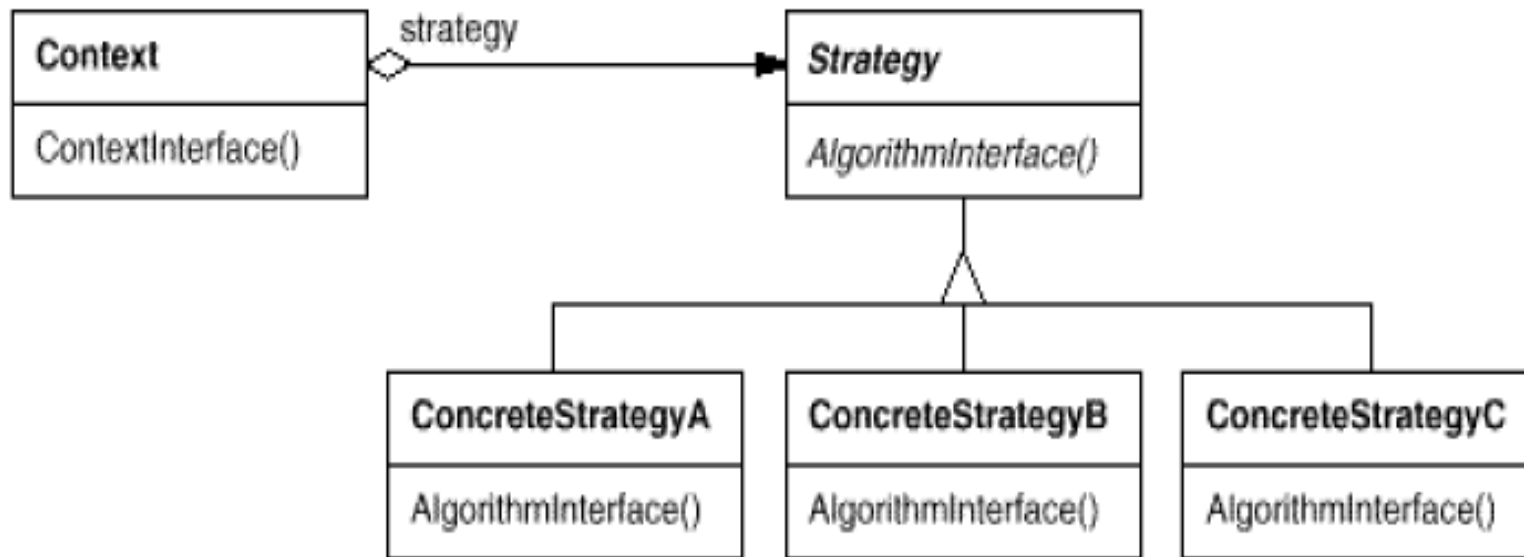 Context
strategy
Strategy
ContextInterface()
AlgorithmInterface()
ConcreteStrategyA
ConcreteStrategyB
ConcreteStrategyC
AlgorithmInterface()
AlgorithmInterface()
AlgorithmInterface()